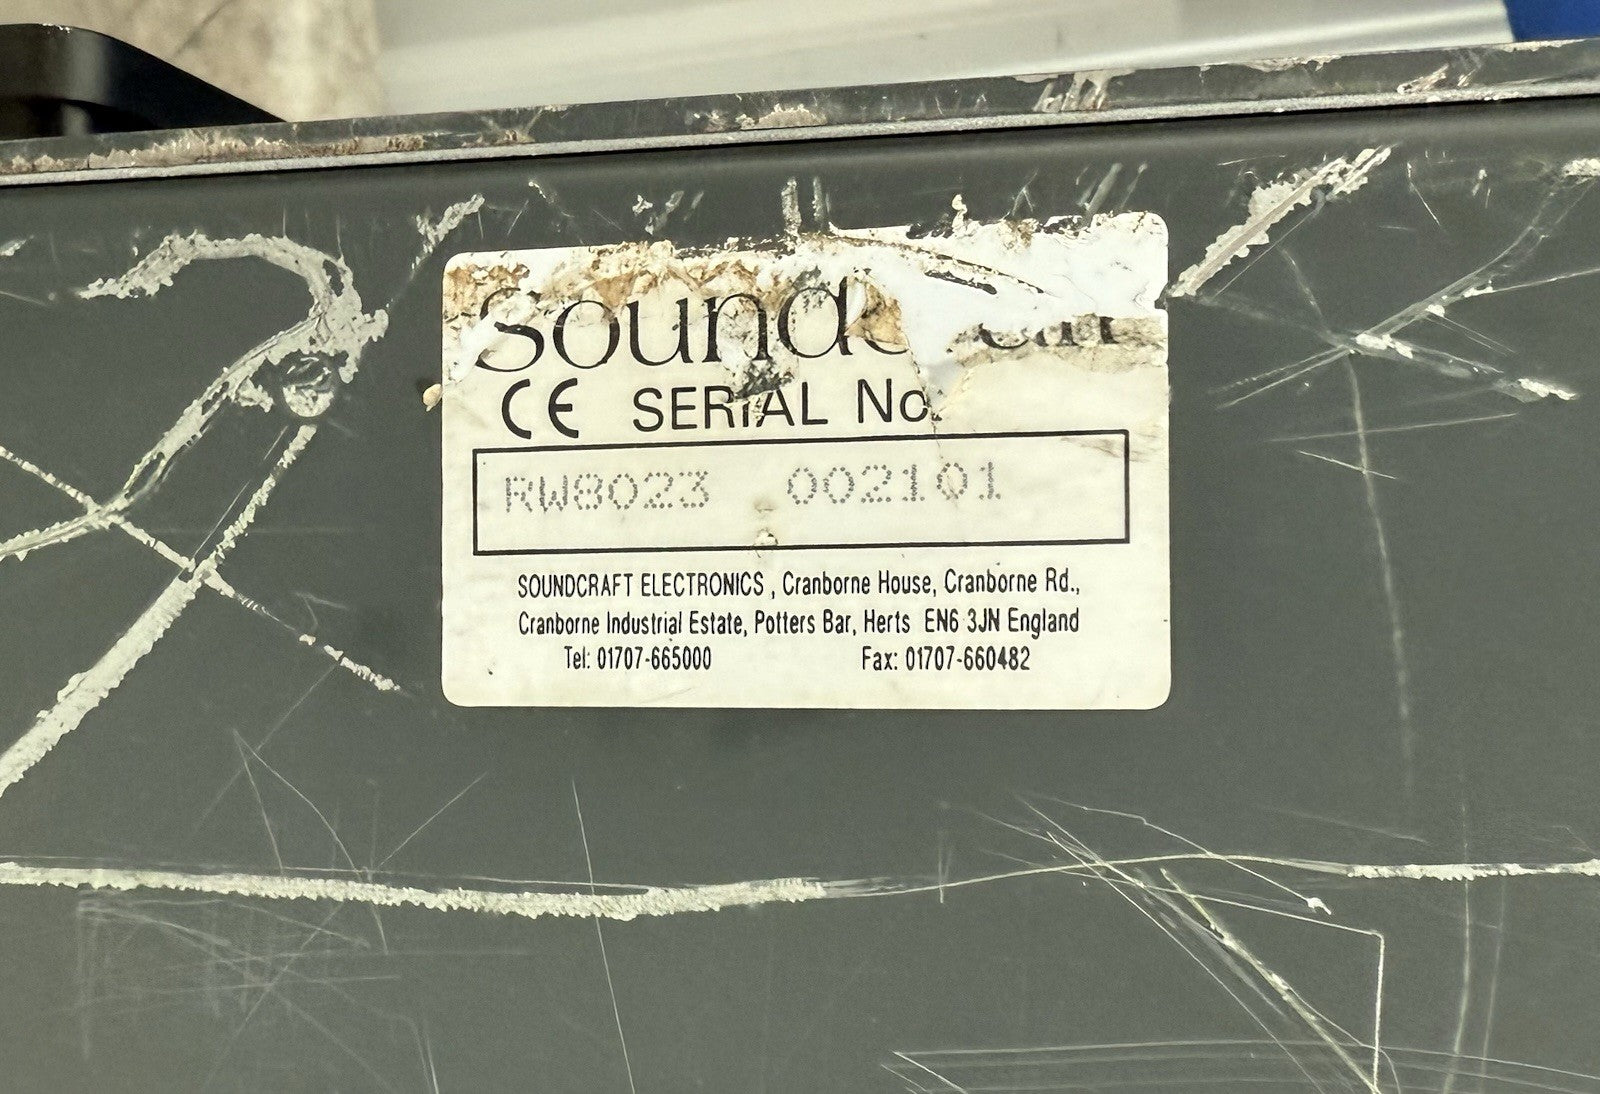 Soundcraft
CE SERIAL No.
RW8023 002101
SOUNDCRAFT ELECTRONICS , Cranborne House, Cranborne Rd.,
Cranborne Industrial Estate, Potters Bar, Herts EN6 3JN England
Tel: 01707-665000 Fax: 01707-660482